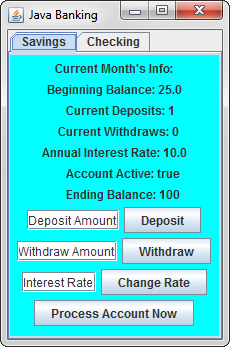 Java Banking
Savings Checking
Current Month's Info:
Beginning Balance: 25.0
Current Deposits: 1
Current Withdraws: 0
Annual Interest Rate: 10.0
Account Active: true
Ending Balance: 100
Deposit Amount Deposit
Withdraw Amount Withdraw
Interest Rate Change Rate
Process Account Now